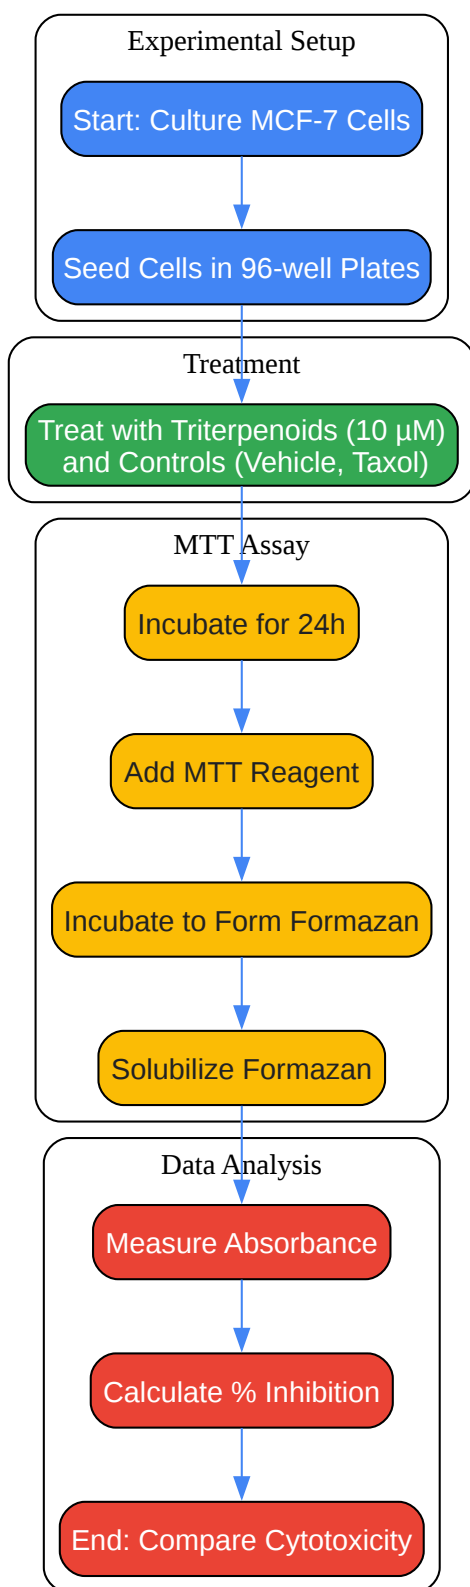 Experimental Setup
Start: Culture MCF-7 Cells
Seed Cells in 96-well Plates
Treatment
Treat with Triterpenoids (10 µM)
and Controls (Vehicle, Taxol)
MTT Assay
Incubate for 24h
Add MTT Reagent
Incubate to Form Formazan
Solubilize Formazan
Data Analysis
Measure Absorbance
Calculate % Inhibition
End: Compare Cytotoxicity